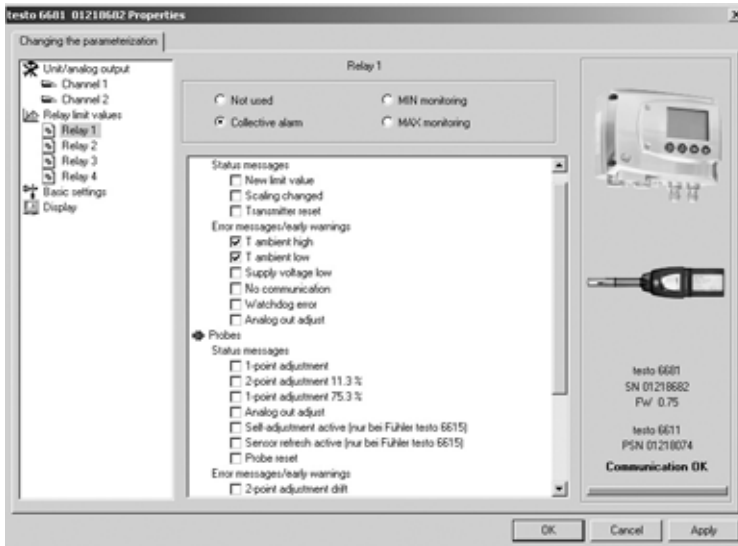 testo 6681 01218682 Properties
Changing the parameterization
Unit/analog output
Channel 1
Channel 2
Relay limit values
Relay 1
Relay 2
Relay 3
Relay 4
Basic settings
Display
Relay 1
Not used
MIN monitoring
Collective alarm
MAX monitoring
Status messages
New limit value
Scaling changed
Transmitter reset
Error messages/early warnings
T ambient high
T ambient low
Supply voltage low
No communication
Watchdog error
Analog out adjust
Probes
Status messages
1-point adjustment
2-point adjustment 11.3 %
1-point adjustment 75.3 %
Analog out adjust
Self-adjustment active (nur bei Fühler testo 6615)
Sensor refresh active (nur bei Fühler testo 6615)
Probe reset
Error messages/early warnings
2-point adjustment drift
testo 6681
SN 01218682
FW 0.75
testo 6611
PSN 01218074
Communication OK
OK
Cancel
Apply